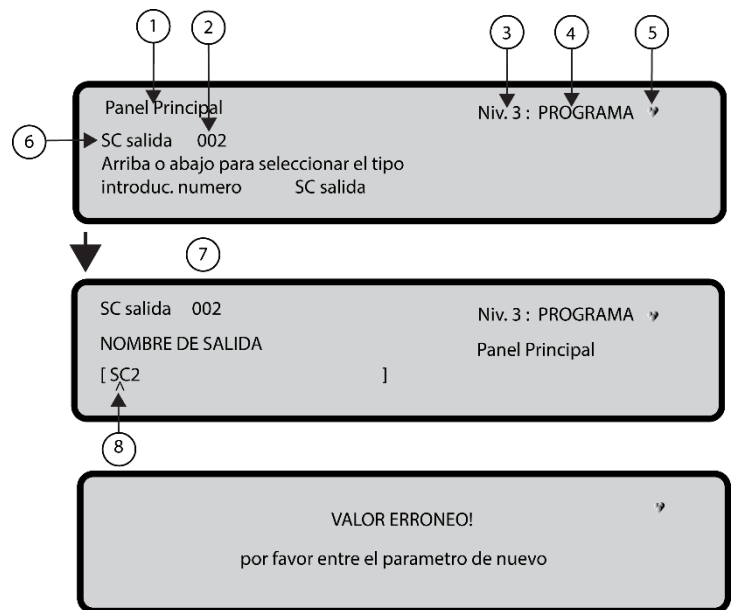 1
2
3
4
5
Panel Principal
Niv. 3 : PROGRAMA
6
SC salida 002
Arriba o abajo para seleccionar el tipo
introduc. numero SC salida
7
SC salida 002
Niv. 3 : PROGRAMA
NOMBRE DE SALIDA
Panel Principal
[ SC2 ]
^
8
VALOR ERRONEO!
por favor entre el parametro de nuevo